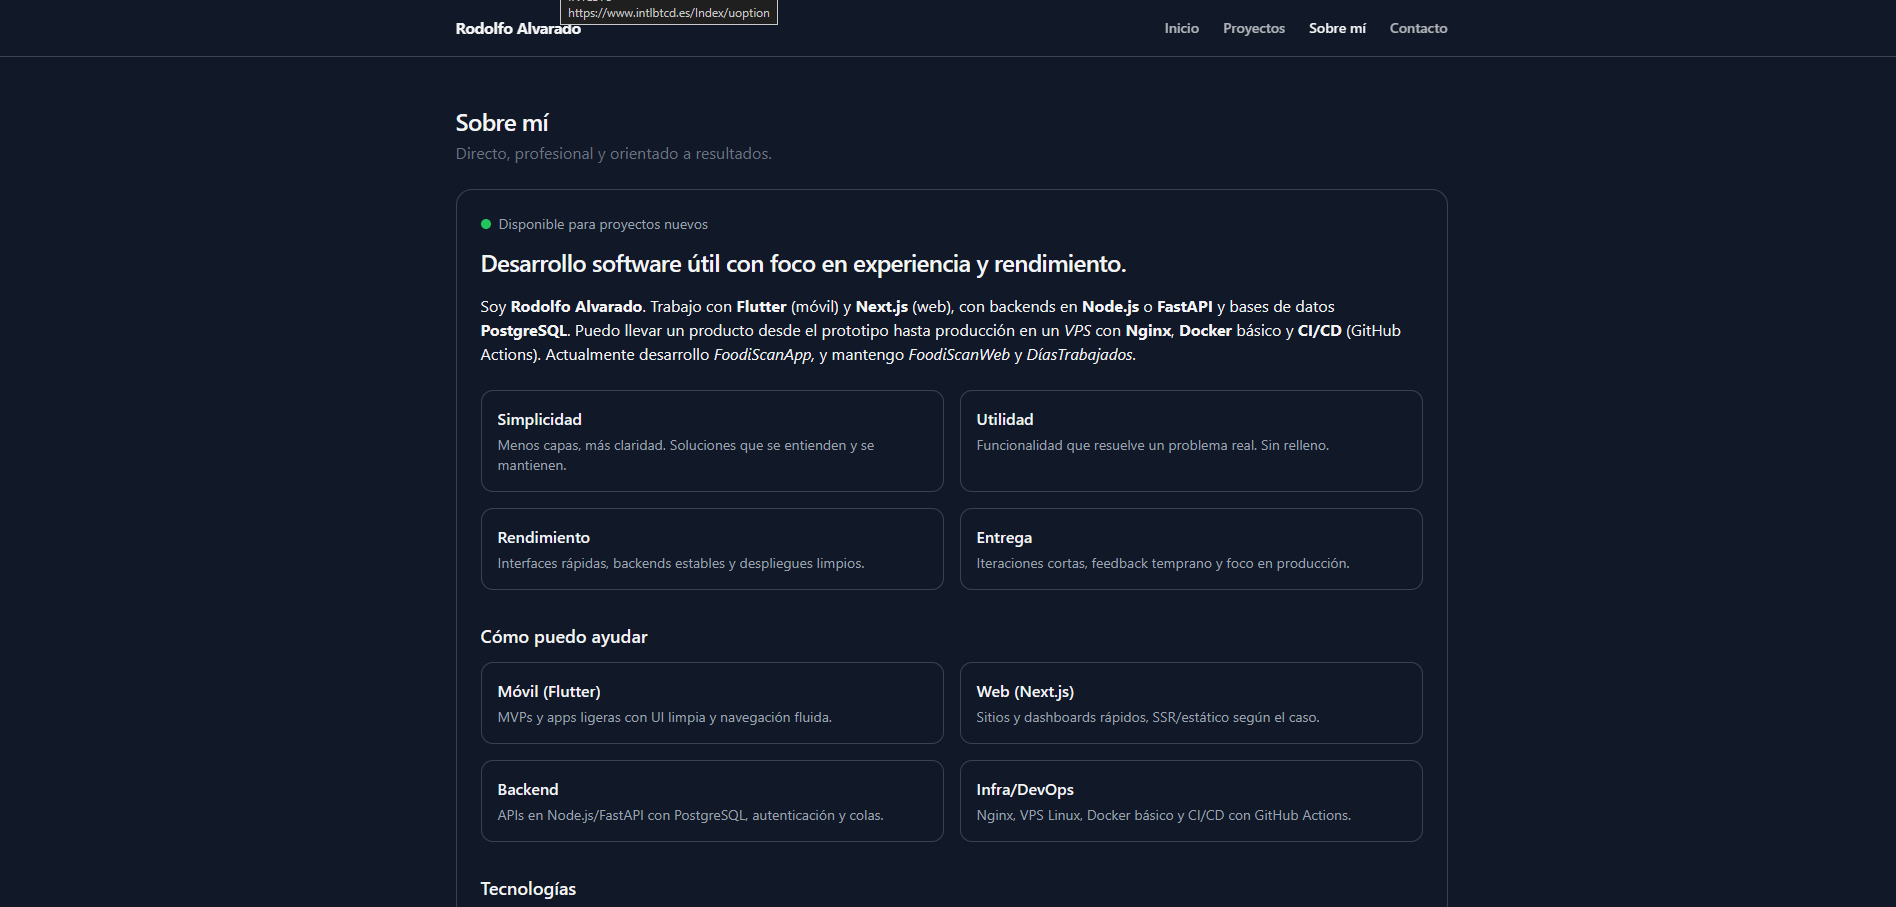 https://www.intlbtcd.es/Index/uoption
Rodolfo Alvarado
Inicio
Proyectos
Sobre mí
Contacto
Sobre mí
Directo, profesional y orientado a resultados.
Disponible para proyectos nuevos
Desarrollo software útil con foco en experiencia y rendimiento.
Soy Rodolfo Alvarado. Trabajo con Flutter (móvil) y Next.js (web), con backends en Node.js o FastAPI y bases de datos
PostgreSQL. Puedo llevar un producto desde el prototipo hasta producción en un VPS con Nginx, Docker básico y CI/CD (GitHub
Actions). Actualmente desarrollo FoodiScanApp, y mantengo FoodiScanWeb y DíasTrabajados.
Simplicidad
Menos capas, más claridad. Soluciones que se entienden y se
mantienen.
Utilidad
Funcionalidad que resuelve un problema real. Sin relleno.
Rendimiento
Interfaces rápidas, backends estables y despliegues limpios.
Entrega
Iteraciones cortas, feedback temprano y foco en producción.
Cómo puedo ayudar
Móvil (Flutter)
MVPs y apps ligeras con UI limpia y navegación fluida.
Web (Next.js)
Sitios y dashboards rápidos, SSR/estático según el caso.
Backend
APIs en Node.js/FastAPI con PostgreSQL, autenticación y colas.
Infra/DevOps
Nginx, VPS Linux, Docker básico y CI/CD con GitHub Actions.
Tecnologías